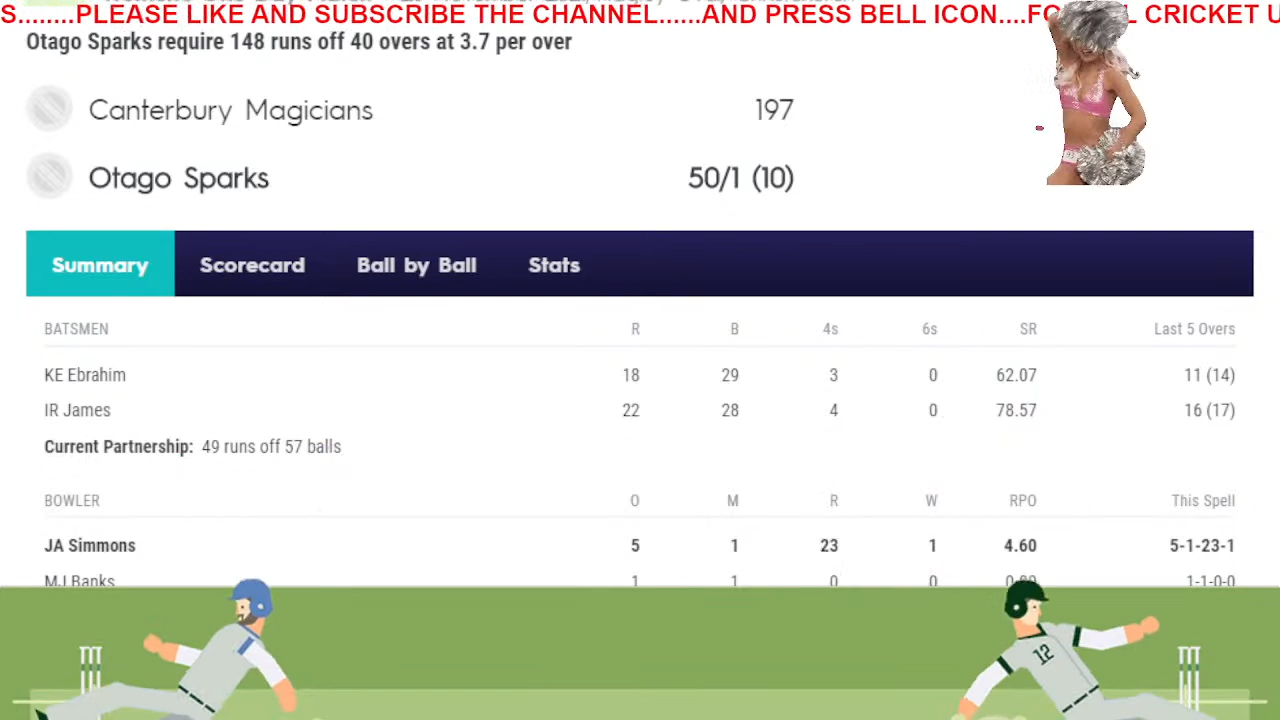 S........PLEASE LIKE AND SUBSCRIBE THE CHANNEL......AND PRESS BELL ICON....FO L CRICKET U
Otago Sparks require 148 runs off 40 overs at 3.7 per over
Canterbury Magicians 197
Otago Sparks 50/1 (10)
Summary Scorecard Ball by Ball Stats
BATSMEN R B 4s 6s SR Last 5 Overs
KE Ebrahim 18 29 3 0 62.07 11 (14)
IR James 22 28 4 0 78.57 16 (17)
Current Partnership: 49 runs off 57 balls
BOWLER O M R W RPO This Spell
JA Simmons 5 1 23 1 4.60 5-1-23-1
MJ Banks 1 1 0 0 0.00 1-1-0-0
12